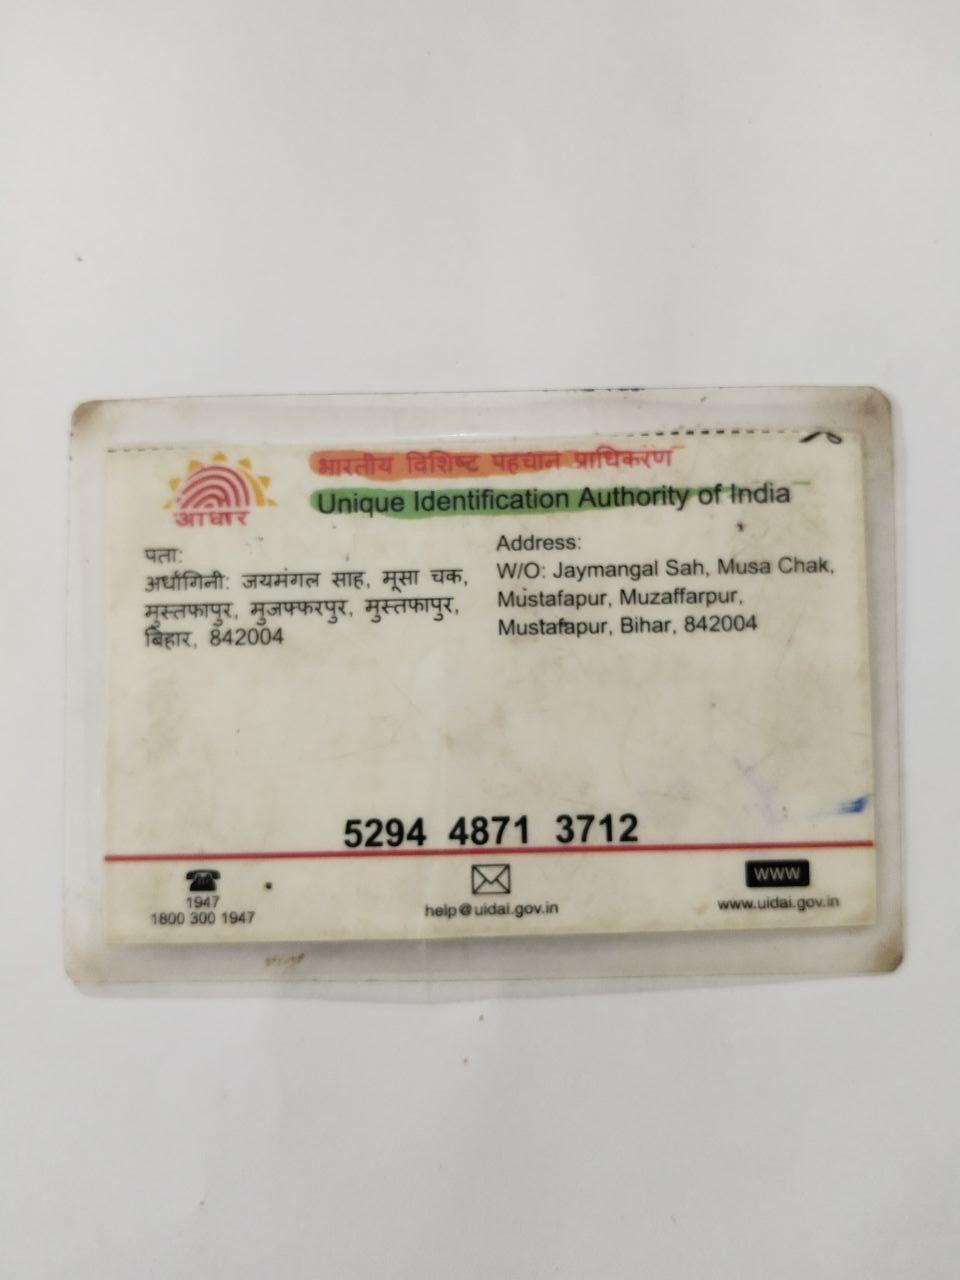 भारतीय विशिष्ट पहचान प्राधिकरण
Unique Identification Authority of India
आधार
पता:
अर्धांगिनी: जयमंगल साह, मूसा चक,
मुस्तफापुर, मुजफ्फरपुर, मुस्तफापुर,
बिहार, 842004
Address:
W/O: Jaymangal Sah, Musa Chak,
Mustafapur, Muzaffarpur,
Mustafapur, Bihar, 842004
5294 4871 3712
1947
1800 300 1947
help@uidai.gov.in
www
www.uidai.gov.in